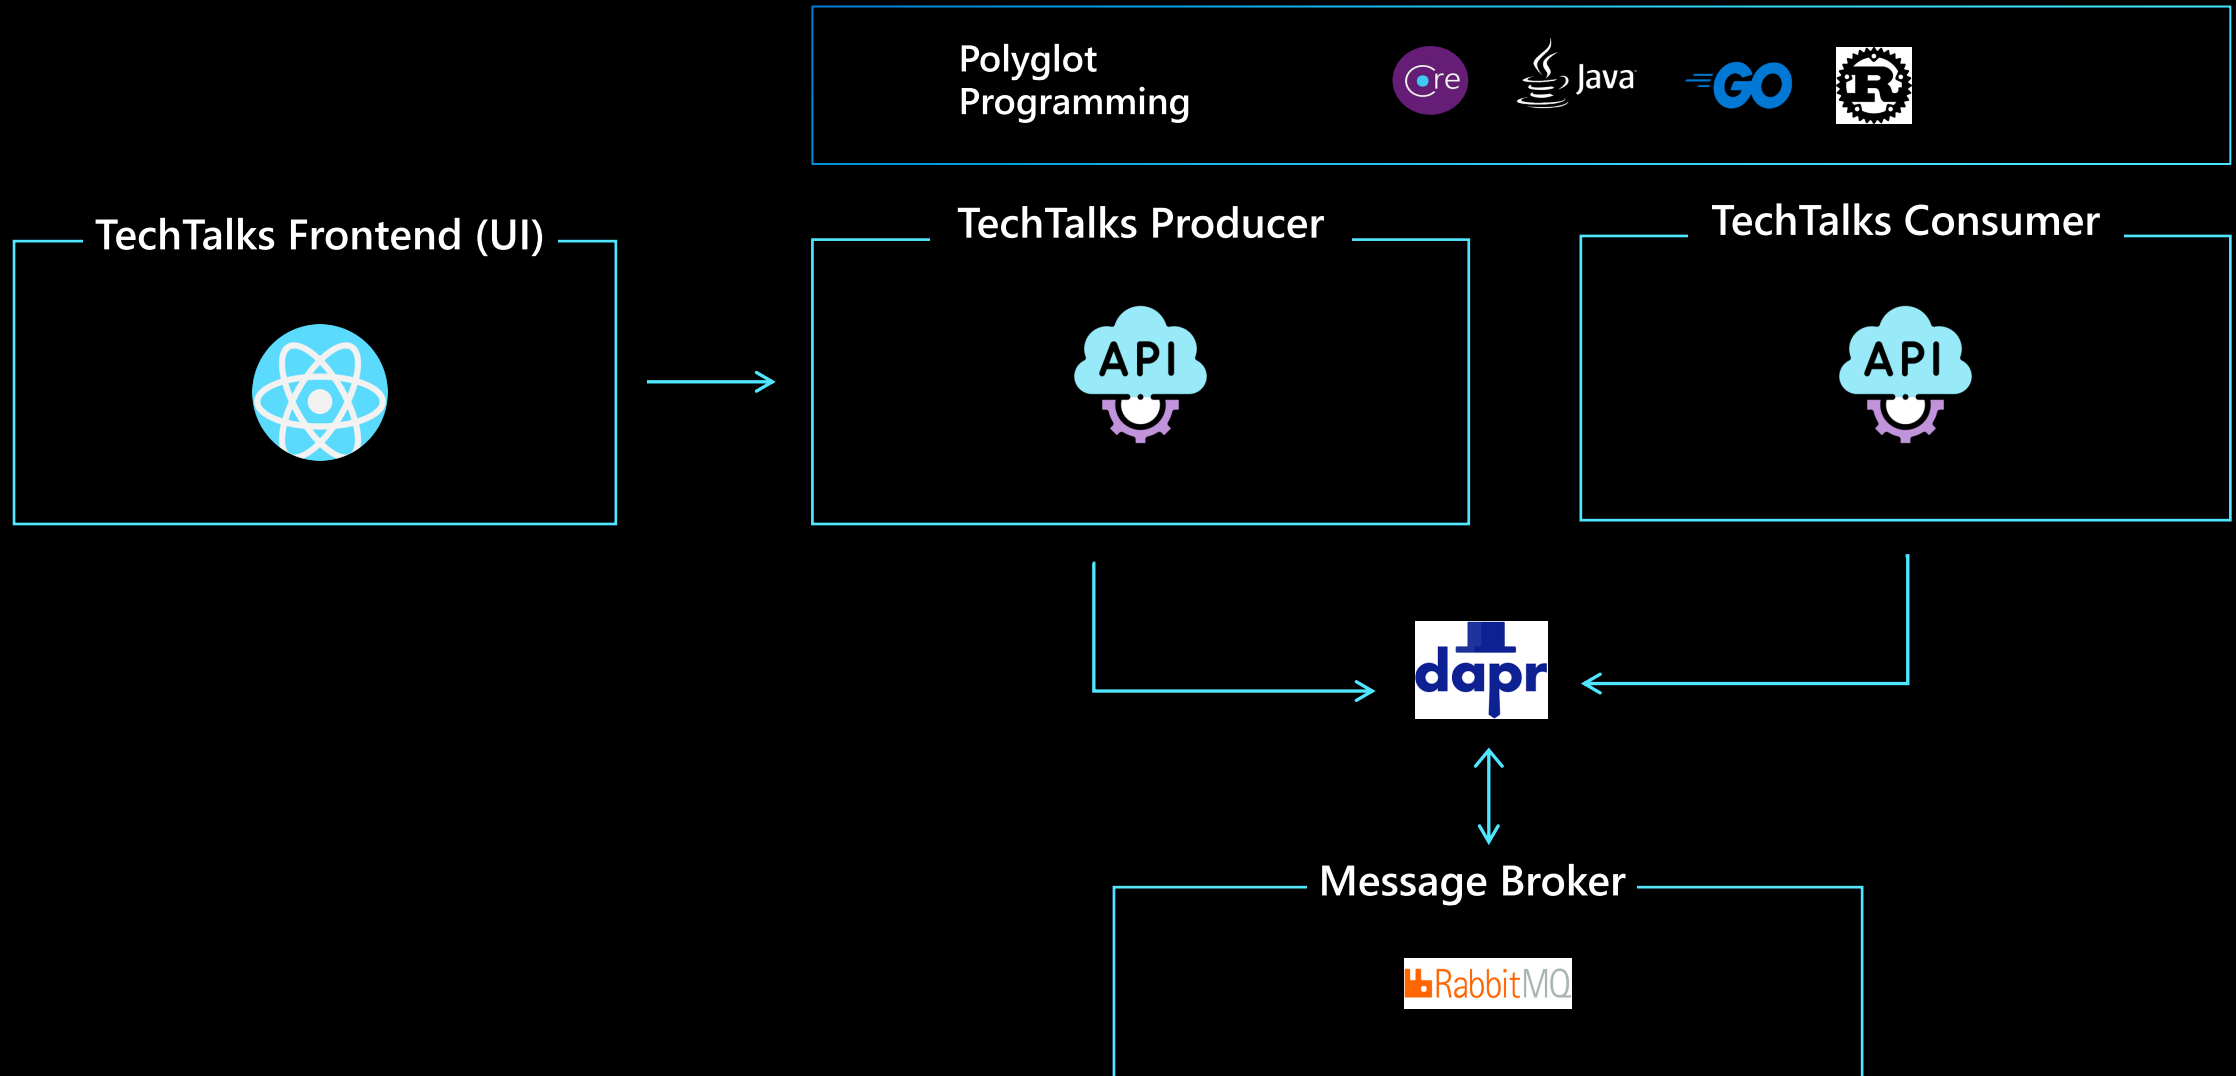 Polyglot
Programming
Core
Java
GO
R
TechTalks Frontend (UI)
TechTalks Producer
TechTalks Consumer
API
API
dapr
Message Broker
RabbitMQ